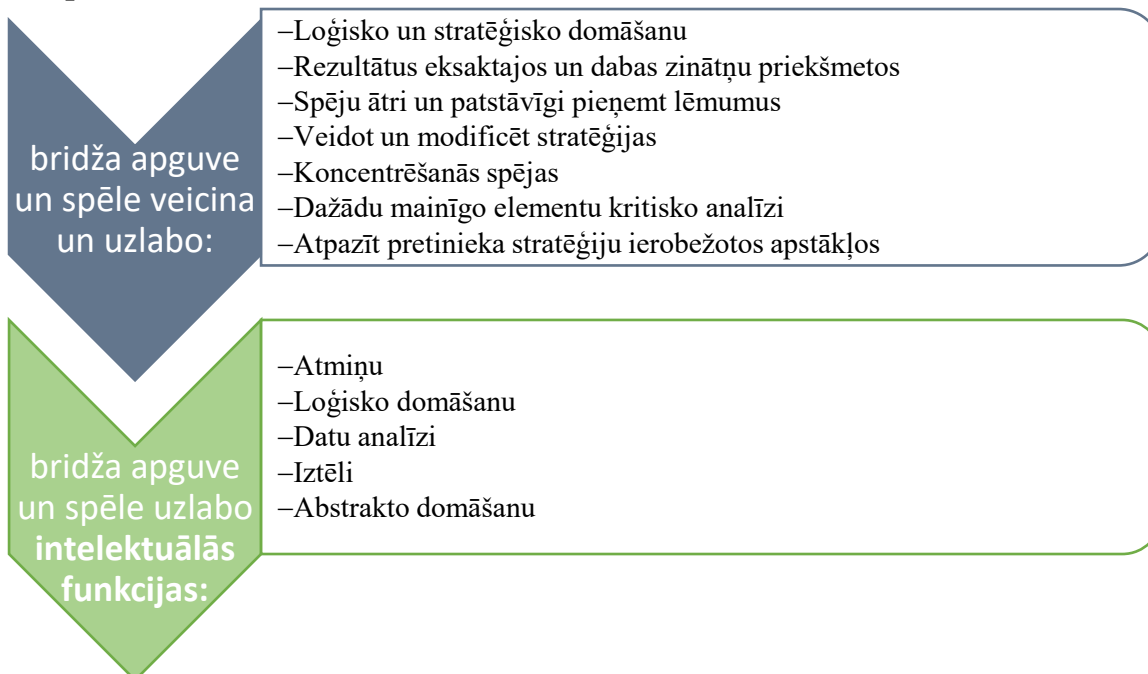 bridža apguve
un spēle veicina
un uzlabo:
–Loģisko un stratēģisko domāšanu
–Rezultātus eksaktajos un dabas zinātņu priekšmetos
–Spēju ātri un patstāvīgi pieņemt lēmumus
–Veidot un modificēt stratēģijas
–Koncentrēšanās spējas
–Dažādu mainīgo elementu kritisko analīzi
–Atpazīt pretinieka stratēģiju ierobežotos apstākļos
bridža apguve
un spēle uzlabo
intelektuālās
funkcijas:
–Atmiņu
–Loģisko domāšanu
–Datu analīzi
–Iztēli
–Abstrakto domāšanu